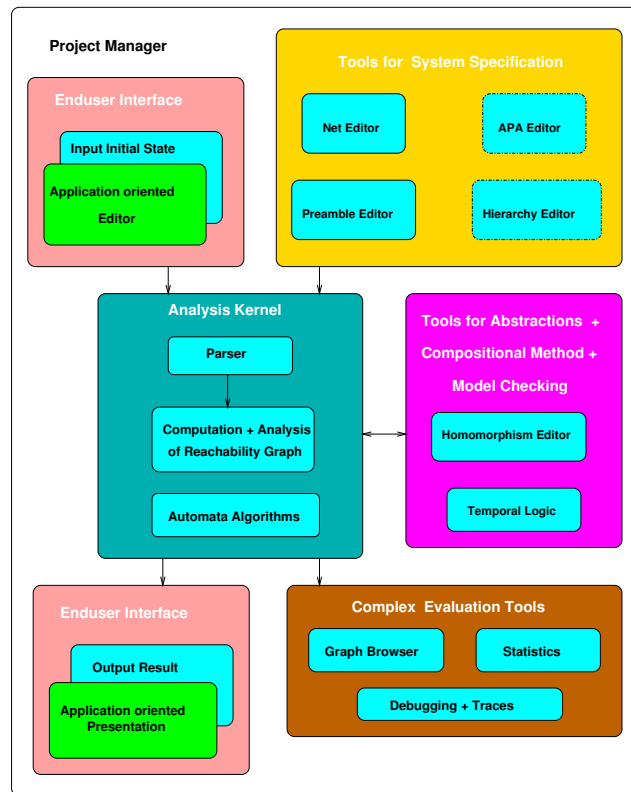 Project Manager
Enduser Interface
Input Initial State
Application oriented
Editor
Tools for System Specification
Net Editor
APA Editor
Preamble Editor
Hierarchy Editor
Analysis Kernel
Parser
Computation + Analysis
of Reachability Graph
Automata Algorithms
Tools for Abstractions +
Compositional Method +
Model Checking
Homomorphism Editor
Temporal Logic
Enduser Interface
Output Result
Application oriented
Presentation
Complex Evaluation Tools
Graph Browser
Statistics
Debugging + Traces